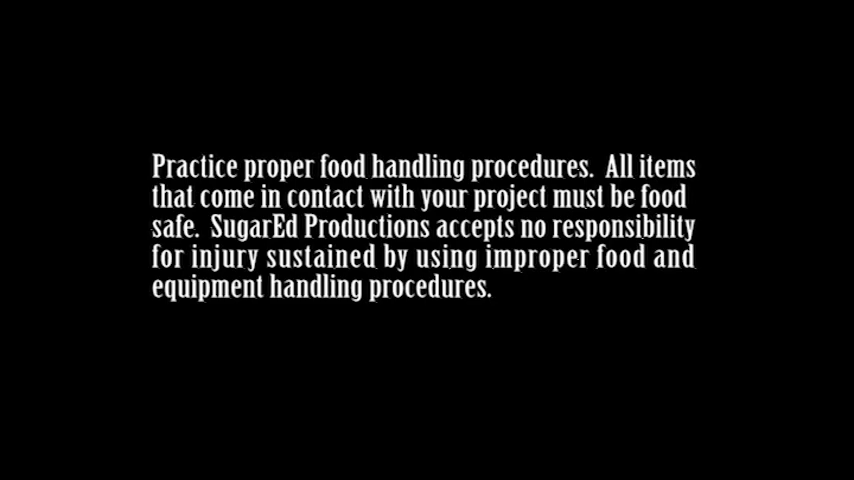 Practice proper food handling procedures.  All items
that come in contact with your project must be food
safe.  SugarEd Productions accepts no responsibility
for injury sustained by using improper food and
equipment handling procedures.